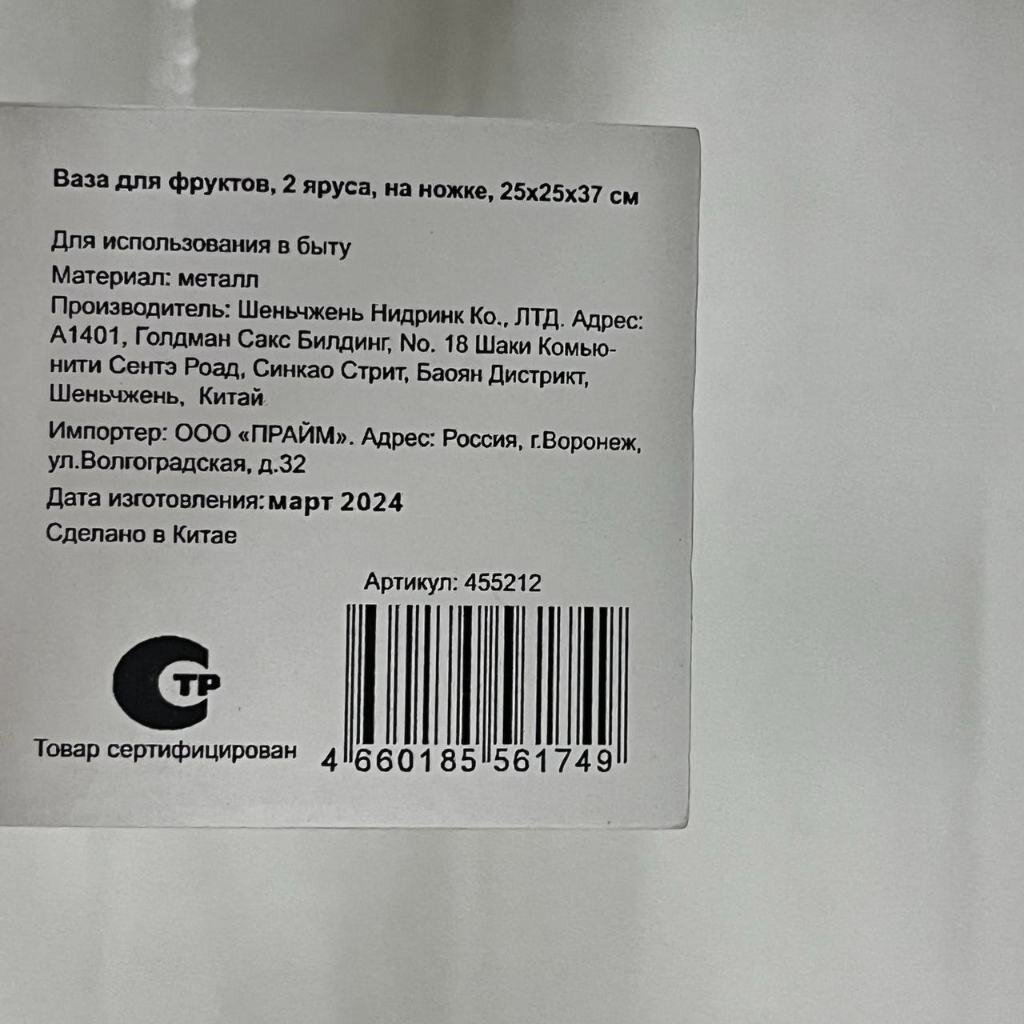 Ваза для фруктов, 2 яруса, на ножке, 25х25х37 см
Для использования в быту
Материал: металл
Производитель: Шеньчжень Нидринк Ко., ЛТД. Адрес:
А1401, Голдман Сакс Билдинг, No. 18 Шаки Комью-
нити Сентэ Роад, Синкао Стрит, Баоян Дистрикт,
Шеньчжень, Китай
Импортер: ООО «ПРАЙМ». Адрес: Россия, г.Воронеж,
ул.Волгоградская, д.32
Дата изготовления: март 2024
Сделано в Китае
Артикул: 455212
ТР
Товар сертифицирован
4 660185 561749